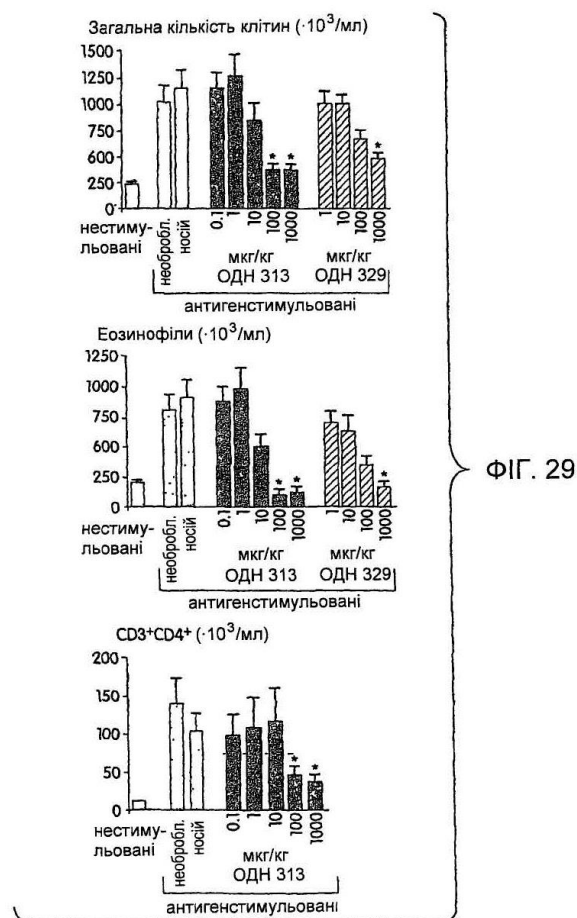 Загальна кількість клітин (·10³/мл)
1500
1250
1000
750
600
250
0
нестиму-
льовані
необробл.
носій
0.1
1
10
100
1000
1
10
100
1000
* *
*
мкг/кг
ОДН 313
мкг/кг
ОДН 329
антигенстимульовані
Еозинофіли (·10³/мл)
1250
1000
750
600
250
0
нестиму-
льовані
необробл.
носій
0.1
1
10
100
1000
1
10
100
1000
* *
*
мкг/кг
ОДН 313
мкг/кг
ОДН 329
антигенстимульовані
CD3⁺CD4⁺ (·10³/мл)
200
150
100
50
0
нестиму-
льовані
необробл.
носій
0.1
1
10
100
1000
* *
мкг/кг
ОДН 313
антигенстимульовані
ФІГ. 29